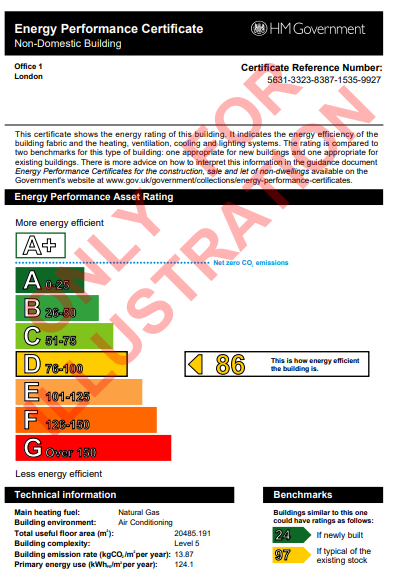 Energy Performance Certificate
Non-Domestic Building
HM Government
Office 1
London
Certificate Reference Number:
5631-3323-8387-1535-9927
This certificate shows the energy rating of this building. It indicates the energy efficiency of the
building fabric and the heating, ventilation, cooling and lighting systems. The rating is compared to
two benchmarks for this type of building: one appropriate for new buildings and one appropriate for
existing buildings. There is more advice on how to interpret this information in the guidance document
Energy Performance Certificates for the construction, sale and let of non-dwellings available on the
Government's website at www.gov.uk/government/collections/energy-performance-certificates.
Energy Performance Asset Rating
More energy efficient
A+
Net zero CO₂ emissions
A 0-25
B 26-50
C 51-75
D 76-100
86
This is how energy efficient
the building is.
E 101-125
F 126-150
G Over 150
Less energy efficient
ONLY FOR
ILLUSTRATION
Technical information
Main heating fuel: Natural Gas
Building environment: Air Conditioning
Total useful floor area (m²): 20485.191
Building complexity: Level 5
Building emission rate (kgCO₂/m²per year): 13.87
Primary energy use (kWh/m²per year): 124.1
Benchmarks
Buildings similar to this one
could have ratings as follows:
24 If newly built
97 If typical of the
existing stock